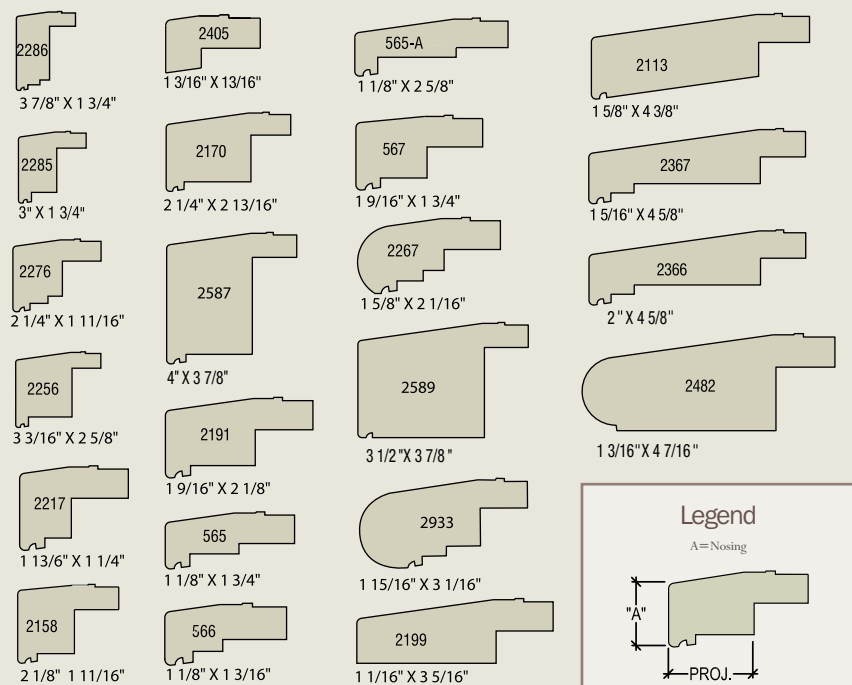 2286
3 7/8" X 1 3/4"
2285
3" X 1 3/4"
2276
2 1/4" X 1 11/16"
2256
3 3/16" X 2 5/8"
2217
1 13/6" X 1 1/4"
2158
2 1/8" 1 11/16"
2405
1 3/16" X 13/16"
2170
2 1/4" X 2 13/16"
2587
4" X 3 7/8"
2191
1 9/16" X 2 1/8"
565
1 1/8" X 1 3/4"
566
1 1/8" X 1 3/16"
565-A
1 1/8" X 2 5/8"
567
1 9/16" X 1 3/4"
2267
1 5/8" X 2 1/16"
2589
3 1/2 "X 3 7/8 "
2933
1 15/16" X 3 1/16"
2199
1 1/16" X 3 5/16"
2113
1 5/8" X 4 3/8"
2367
1 5/16" X 4 5/8"
2366
2 " X 4 5/8"
2482
1 3/16"X 4 7/16 "
Legend
A=Nosing
"A"
PROJ.